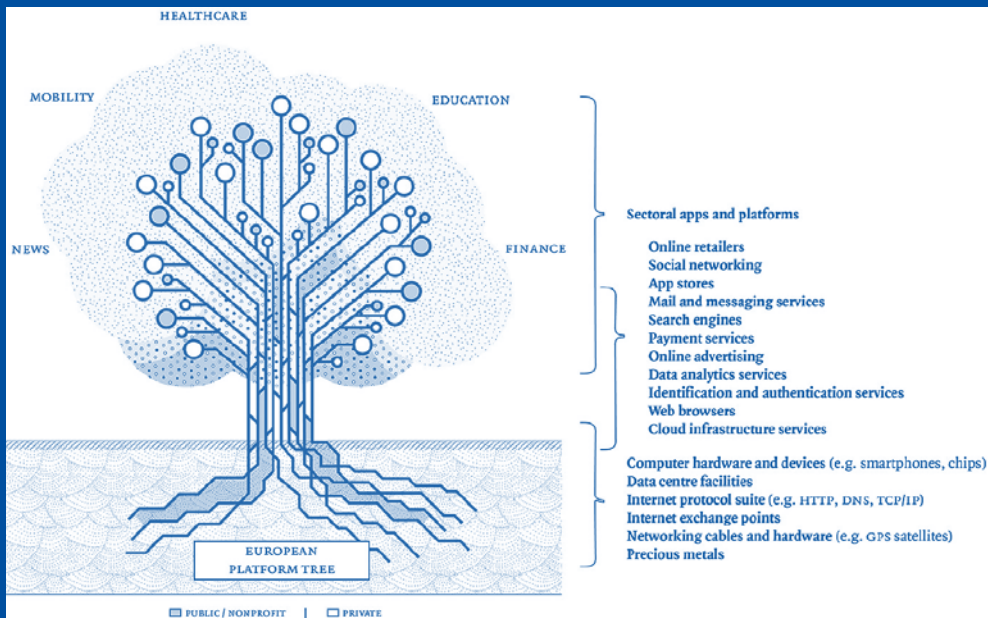 HEALTHCARE
MOBILITY
EDUCATION
NEWS
FINANCE
Sectoral apps and platforms
Online retailers
Social networking
App stores
Mail and messaging services
Search engines
Payment services
Online advertising
Data analytics services
Identification and authentication services
Web browsers
Cloud infrastructure services
Computer hardware and devices (e.g. smartphones, chips)
Data centre facilities
Internet protocol suite (e.g. HTTP, DNS, TCP/IP)
Internet exchange points
Networking cables and hardware (e.g. GPS satellites)
Precious metals
EUROPEAN
PLATFORM TREE
PUBLIC / NONPROFIT | PRIVATE